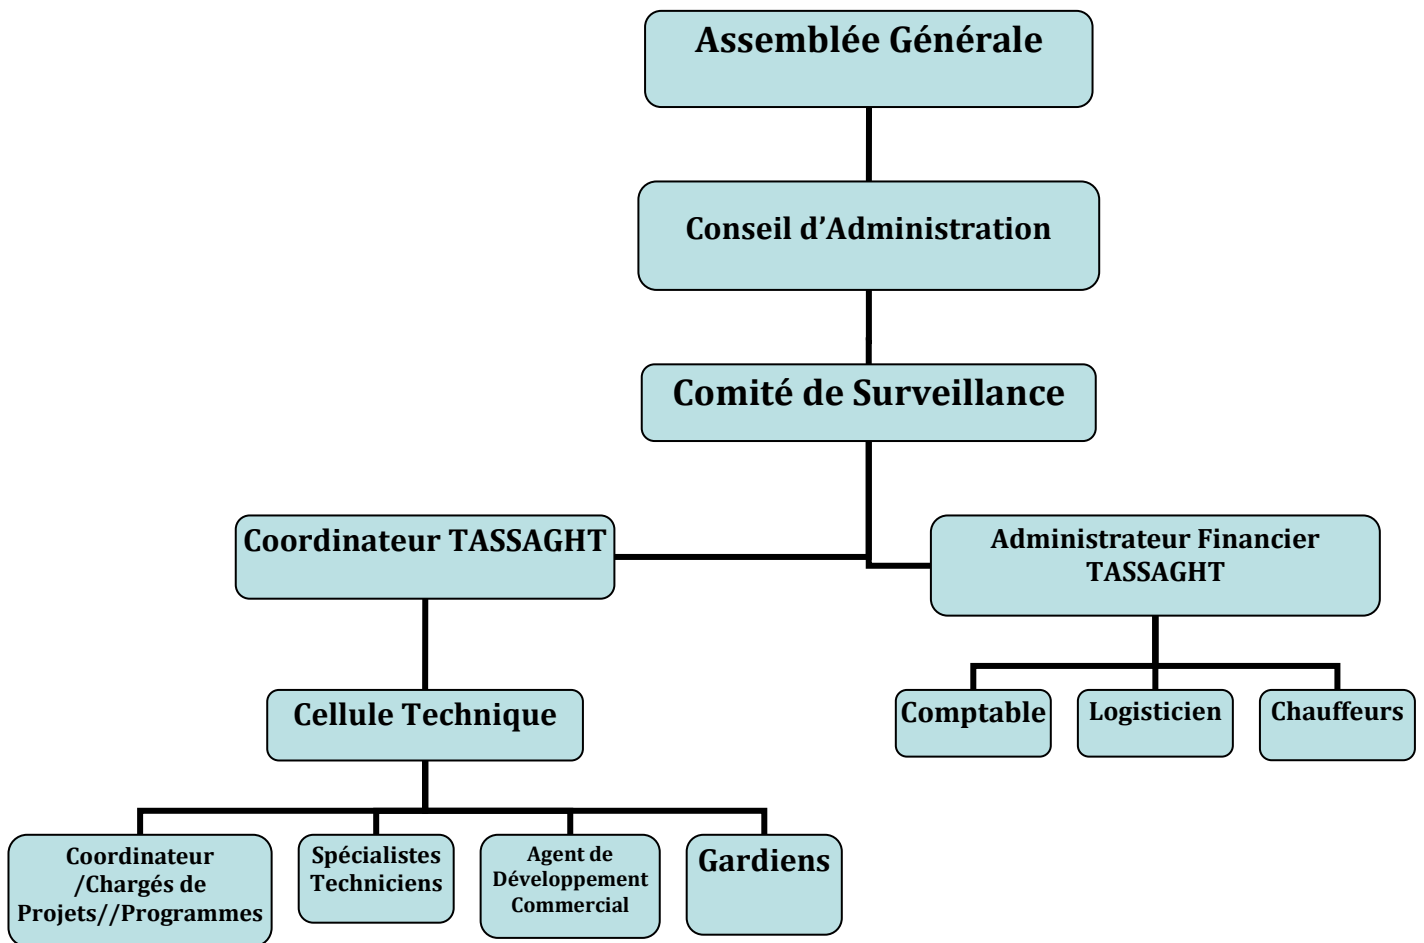 Assemblée Générale
Conseil d’Administration
Comité de Surveillance
Coordinateur TASSAGHT
Administrateur Financier
TASSAGHT
Cellule Technique
Comptable
Logisticien
Chauffeurs
Coordinateur
/Chargés de
Projets//Programmes
Spécialistes
Techniciens
Agent de
Développement
Commercial
Gardiens